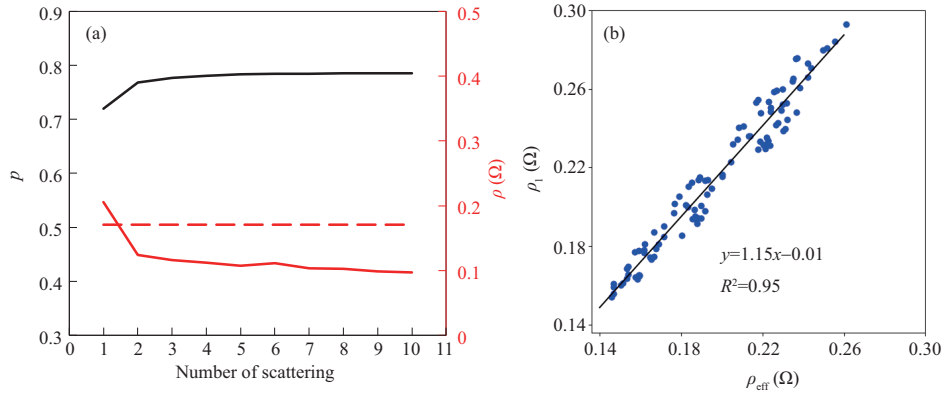 (a)
0.9
0.8
0.7
0.6
0.5
0.4
0.3
p
0 1 2 3 4 5 6 7 8 9 10 11
Number of scattering
0.5
0.4
0.3
0.2
0.1
0
ρ (Ω)
(b)
0.30
0.26
0.22
0.18
0.14
ρ₁ (Ω)
y=1.15x−0.01
R²=0.95
0.14 0.18 0.22 0.26 0.30
ρeff (Ω)